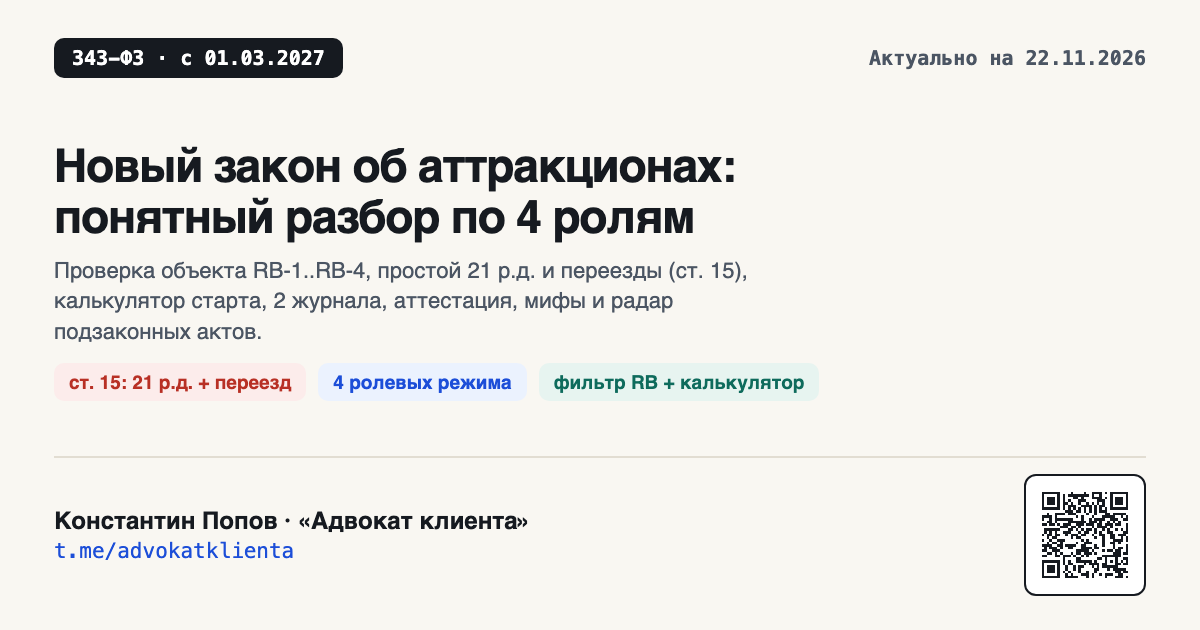 343–ФЗ · с 01.03.2027
Актуально на 22.11.2026
Новый закон об аттракционах:
понятный разбор по 4 ролям
Проверка объекта RB-1..RB-4, простой 21 р.д. и переезды (ст. 15),
калькулятор старта, 2 журнала, аттестация, мифы и радар
подзаконных актов.
ст. 15: 21 р.д. + переезд
4 ролевых режима
фильтр RB + калькулятор
Константин Попов · «Адвокат клиента»
t.me/advokatklienta